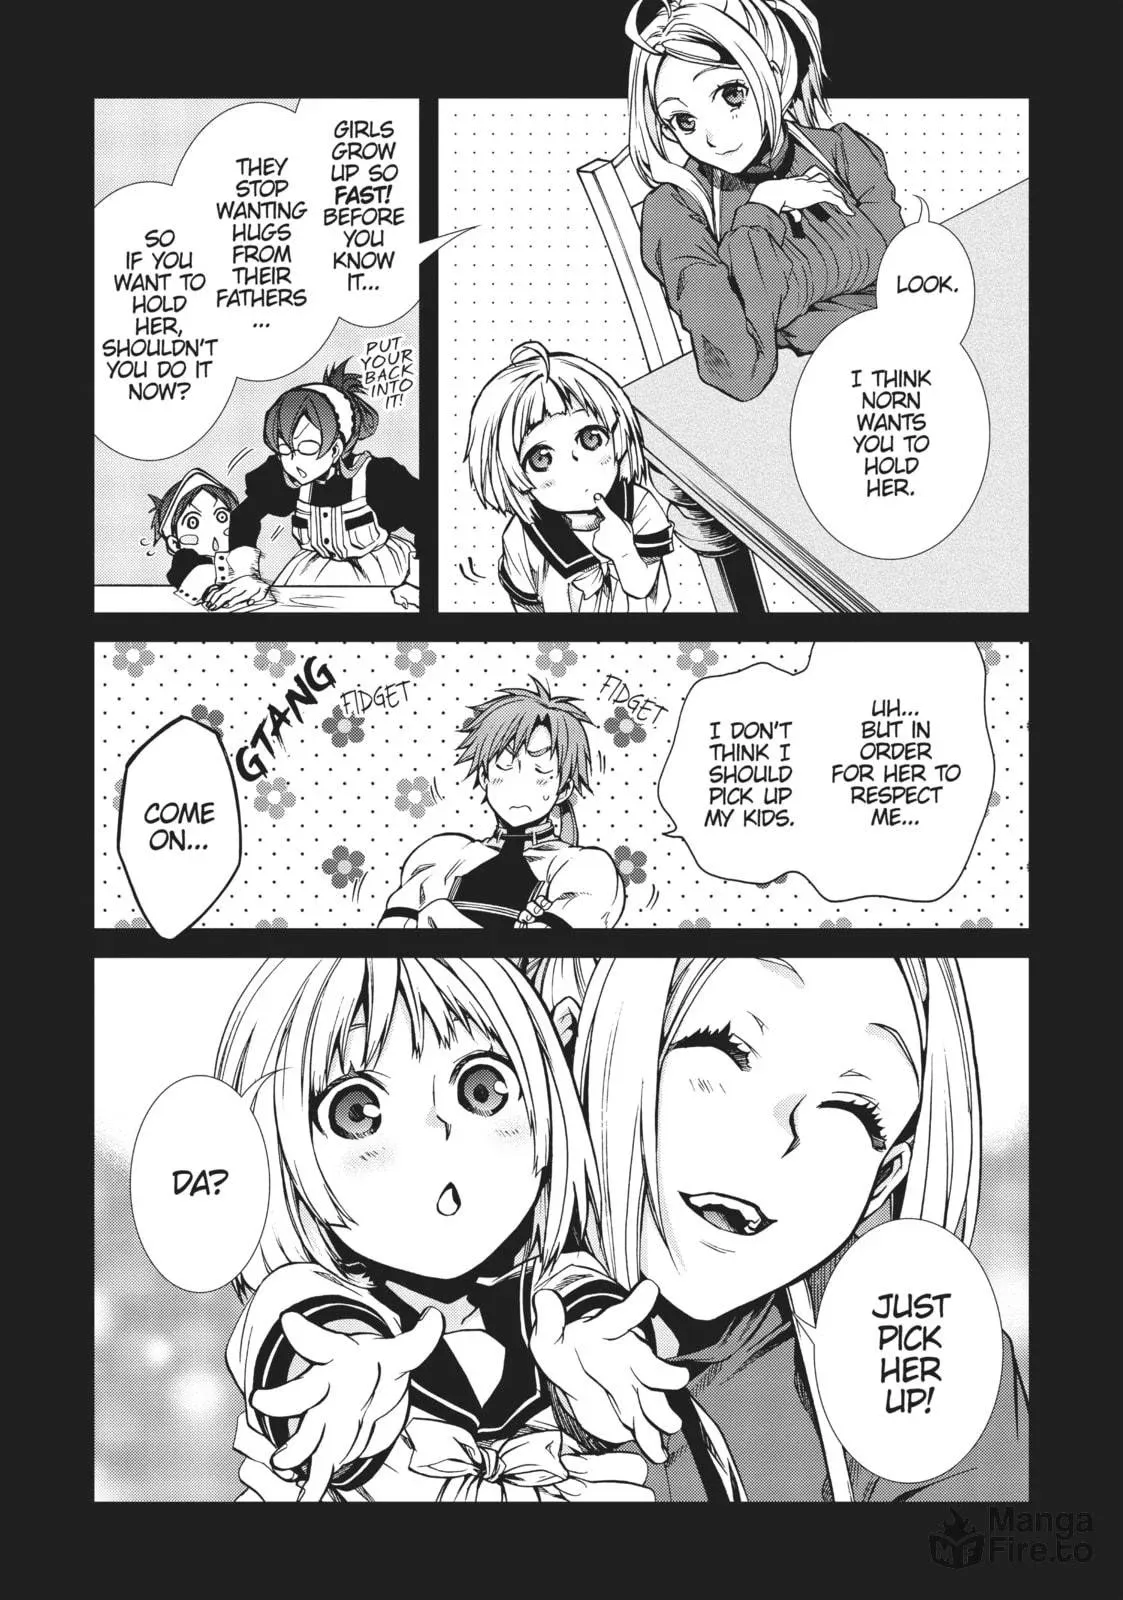 LOOK.
I THINK
NORN
WANTS
YOU TO
HOLD
HER.
GIRLS
GROW
UP SO
FAST!
BEFORE
YOU
KNOW
IT...
THEY
STOP
WANTING
HUGS
FROM
THEIR
FATHERS
...
SO
IF YOU
WANT TO
HOLD
HER,
SHOULDN'T
YOU DO IT
NOW?
PUT
YOUR
BACK
INTO
IT!
UH...
BUT IN
ORDER
FOR HER TO
RESPECT
ME...
I DON'T
THINK I
SHOULD
PICK UP
MY KIDS.
FIDGET
FIDGET
GTANG
COME
ON...
JUST
PICK
HER
UP!
DA?
Manga
Fire.to
MF